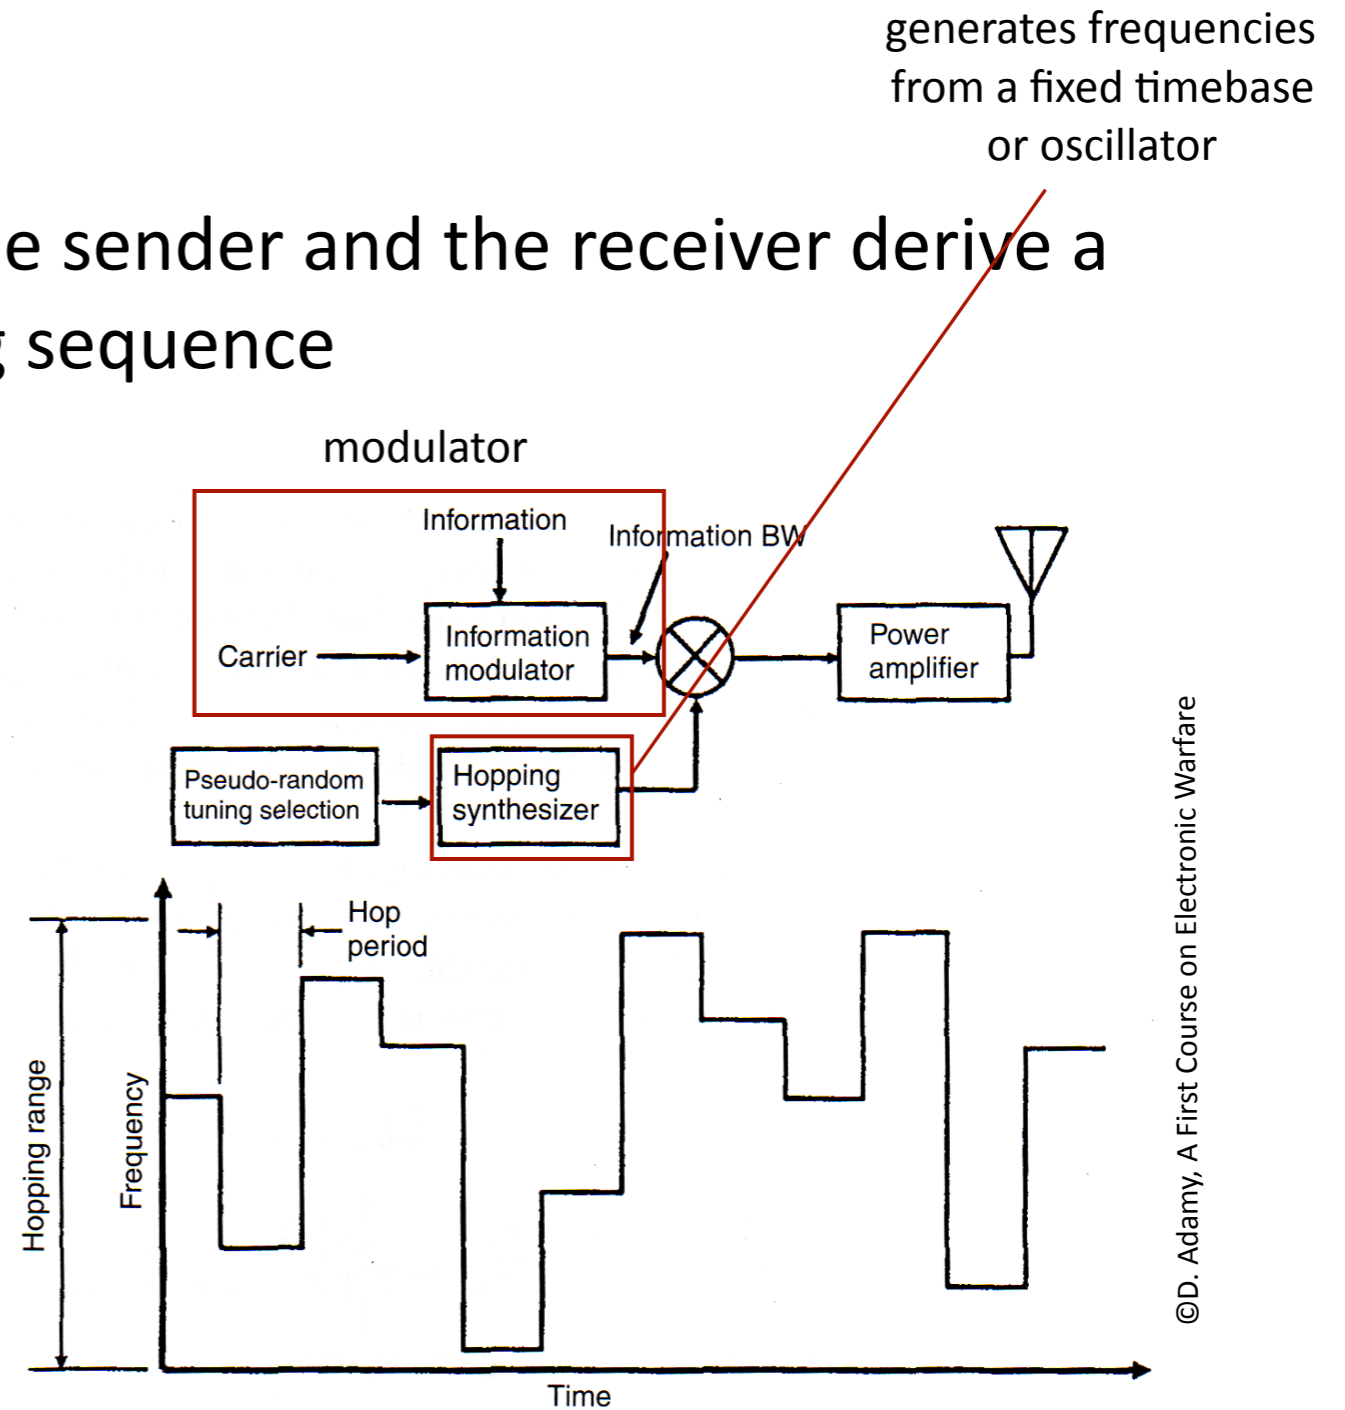 generates frequencies
from a fixed timebase
or oscillator
e sender and the receiver derive a
g sequence
modulator
Information
Information BW
Carrier
Information
modulator
Power
amplifier
Pseudo-random
tuning selection
Hopping
synthesizer
Hop
period
Hopping range
Frequency
Time
©D. Adamy, A First Course on Electronic Warfare